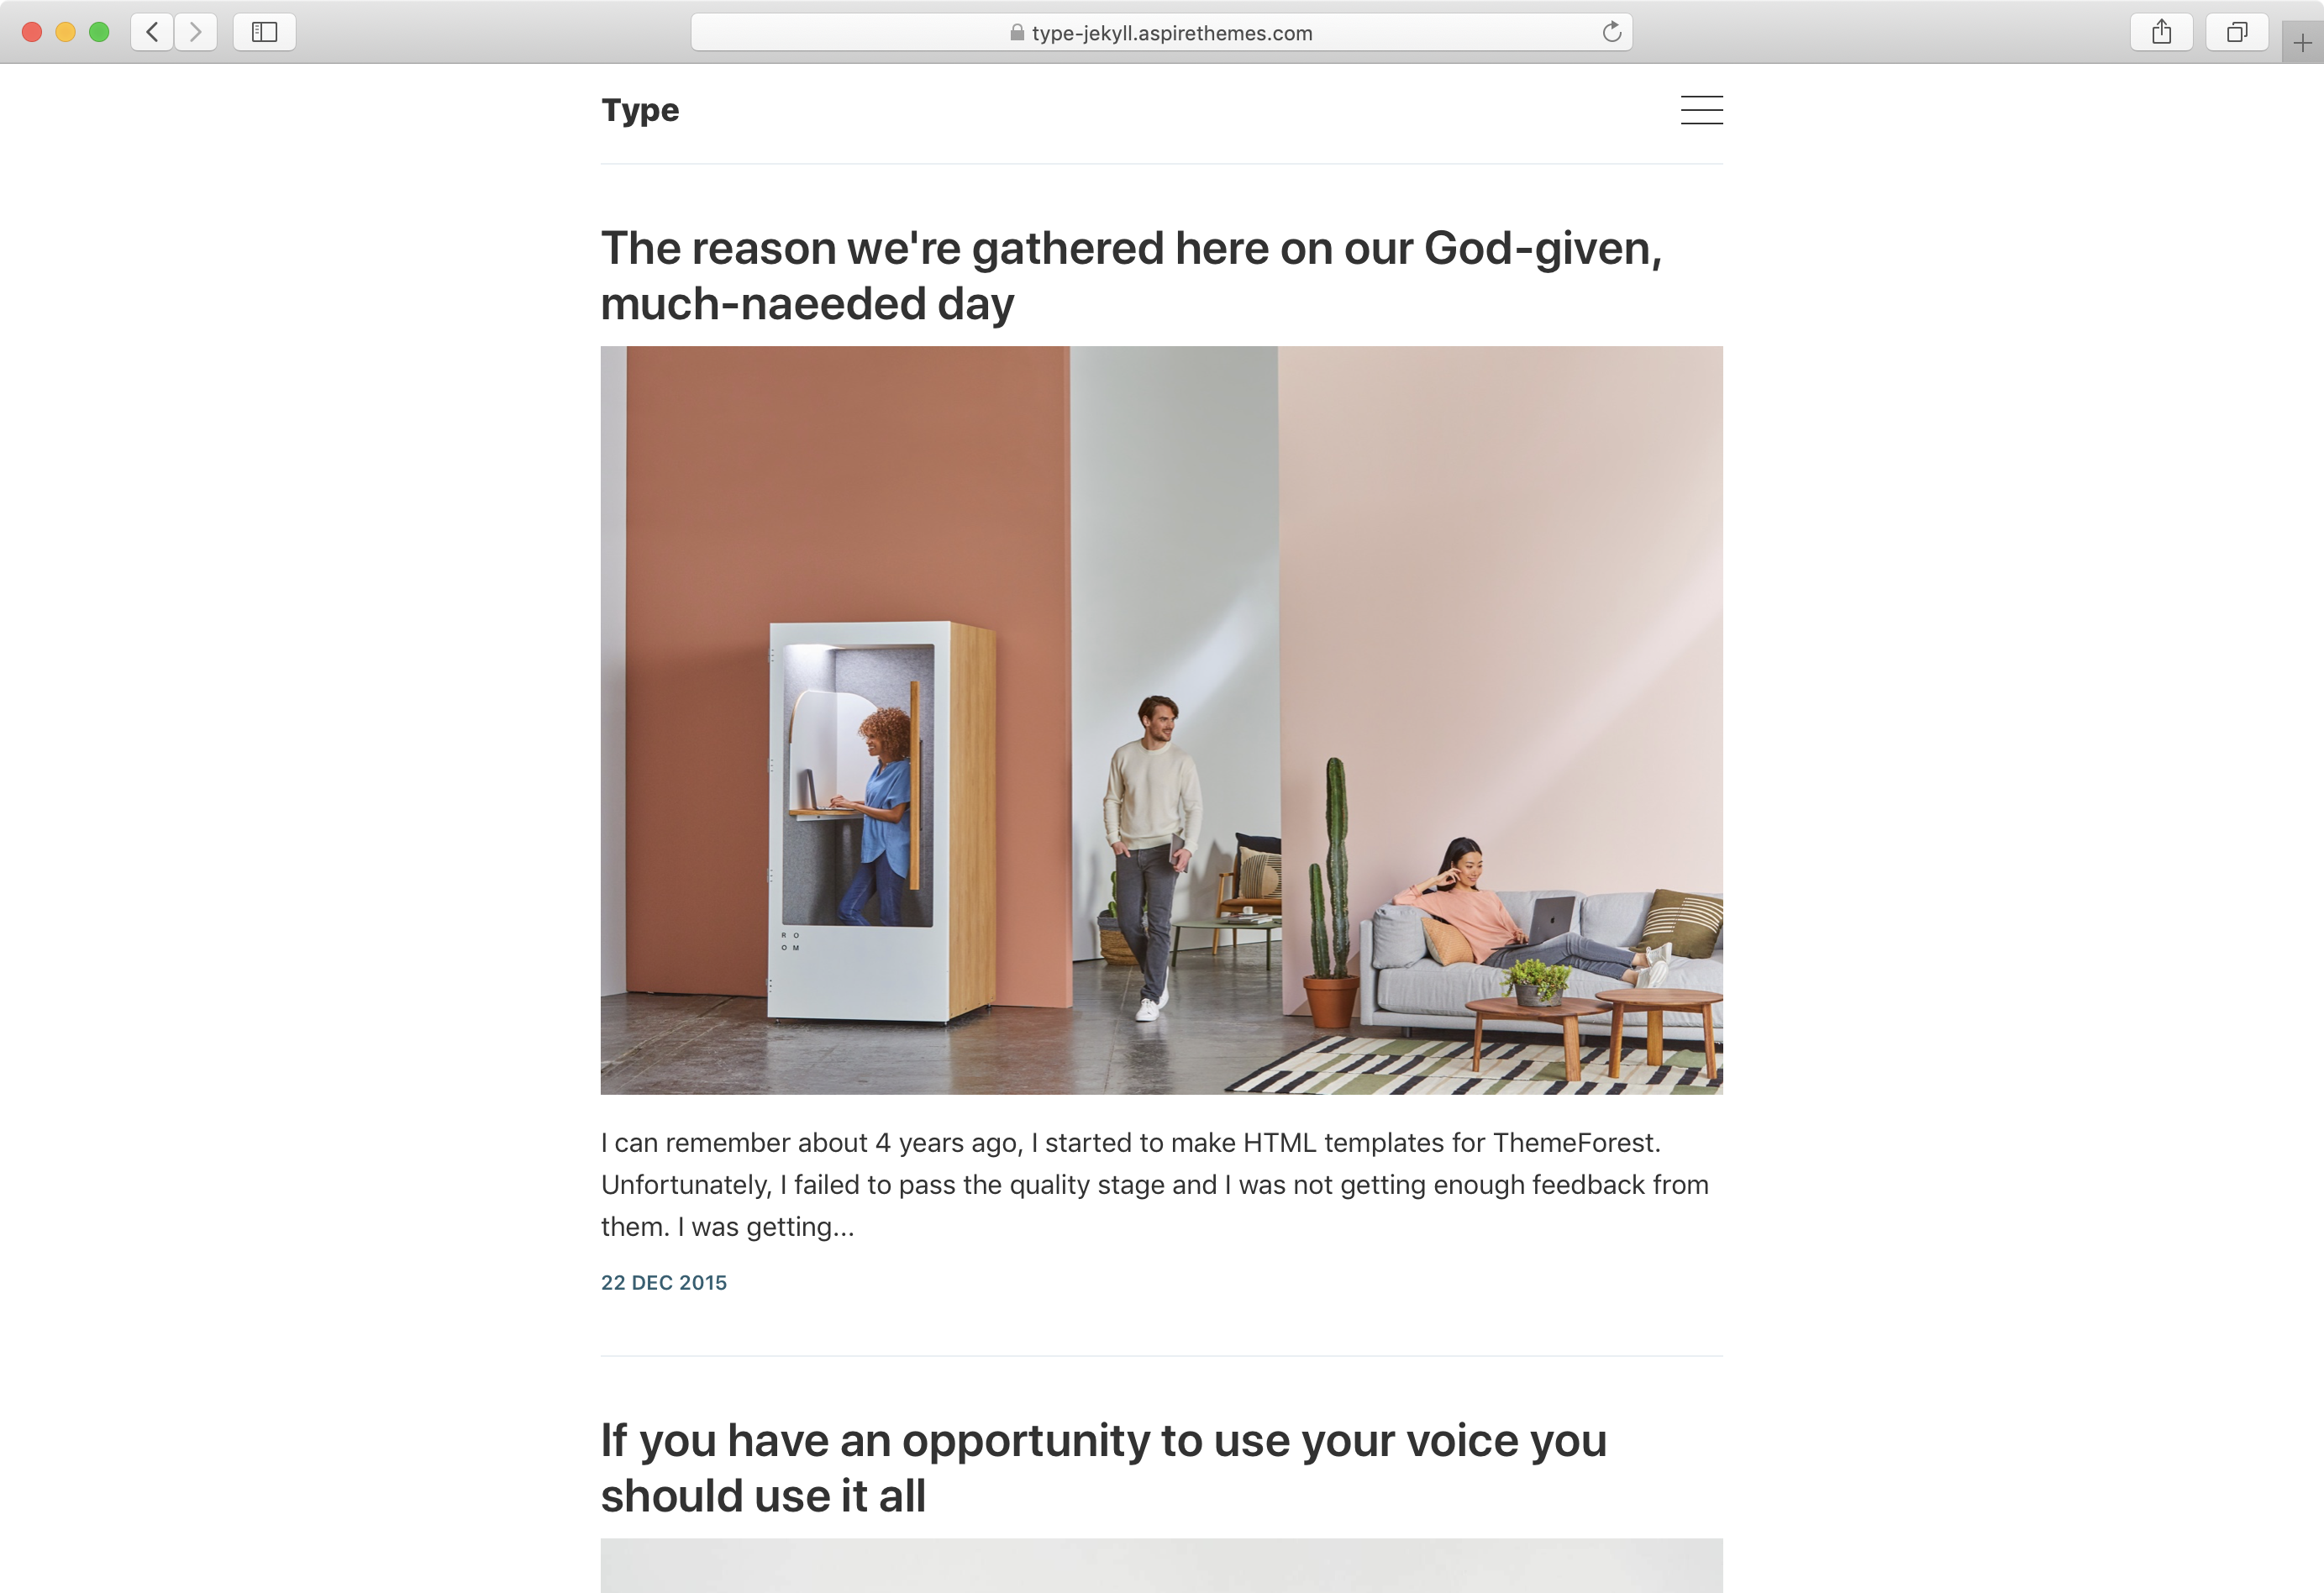 type-jekyll.aspirethemes.com
Type
The reason we're gathered here on our God-given,
much-naeeded day
R O
O M
I can remember about 4 years ago, I started to make HTML templates for ThemeForest.
Unfortunately, I failed to pass the quality stage and I was not getting enough feedback from
them. I was getting...
22 DEC 2015
If you have an opportunity to use your voice you
should use it all